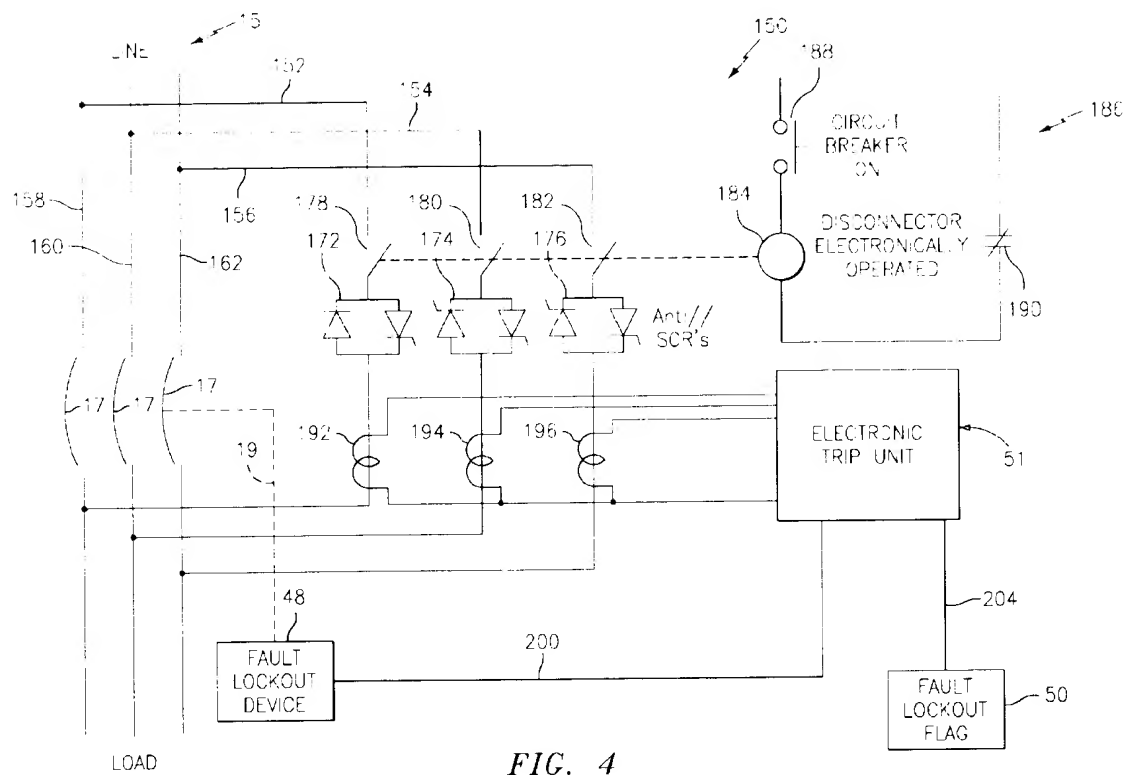 15
LINE
152
154
156
158
160
162
150
188
CIRCUIT
BREAKER
ON
186
184
DISCONNECTOR
ELECTRONICALLY
OPERATED
190
178
180
182
172
174
176
Anti//
SCR's
17
17
17
19
192
194
196
ELECTRONIC
TRIP UNIT
51
48
FAULT
LOCKOUT
DEVICE
200
204
FAULT
LOCKOUT
FLAG
50
LOAD
FIG. 4